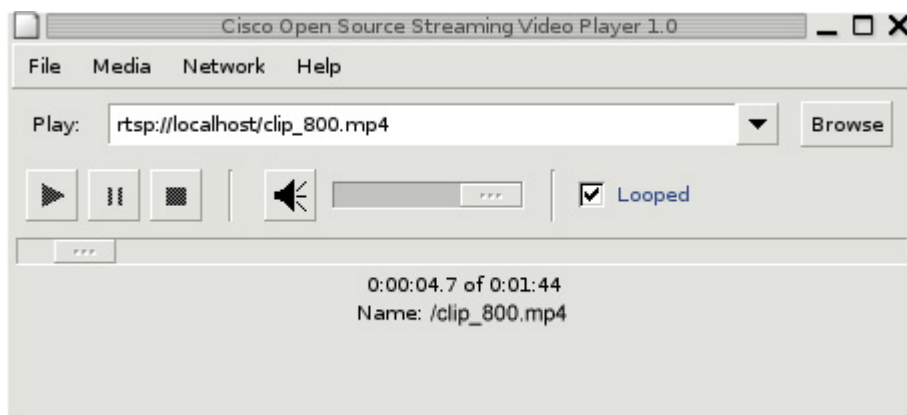 Cisco Open Source Streaming Video Player 1.0
File Media Network Help
Play: rtsp://localhost/clip_800.mp4 Browse
Looped
0:00:04.7 of 0:01:44
Name: /clip_800.mp4